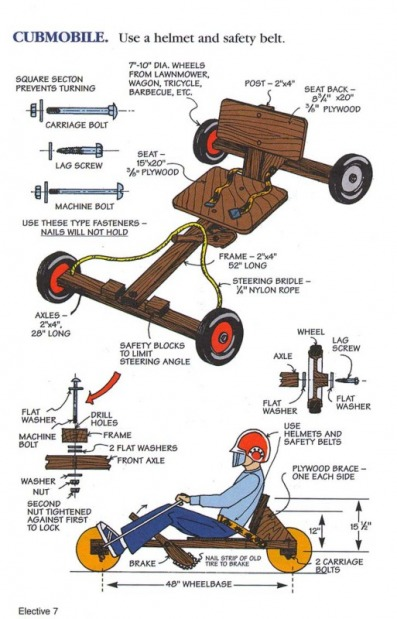 CUBMOBILE. Use a helmet and safety belt.
7"-10" DIA. WHEELS
FROM LAWNMOWER,
WAGON, TRICYCLE,
BARBECUE, ETC.
POST – 2"x4"
SEAT BACK –
8¾" x20"
⅜" PLYWOOD
SQUARE SECTON
PREVENTS TURNING
CARRIAGE BOLT
LAG SCREW
MACHINE BOLT
USE THESE TYPE FASTENERS –
NAILS WILL NOT HOLD
SEAT –
15"x20"
⅜" PLYWOOD
FRAME – 2"x4"
52" LONG
STEERING BRIDLE –
¼" NYLON ROPE
AXLES –
2"x4",
28" LONG
SAFETY BLOCKS
TO LIMIT
STEERING ANGLE
WHEEL
LAG
SCREW
AXLE
FLAT
WASHER
FLAT
WASHER
FLAT
WASHER
DRILL
HOLES
MACHINE
BOLT
FRAME
2 FLAT WASHERS
FRONT AXLE
WASHER
NUT
SECOND
NUT TIGHTENED
AGAINST FIRST
TO LOCK
USE
HELMETS AND
SAFETY BELTS
PLYWOOD BRACE –
ONE EACH SIDE
12"
15 ½"
BRAKE
NAIL STRIP OF OLD
TIRE TO BRAKE
2 CARRIAGE
BOLTS
48" WHEELBASE
Elective 7